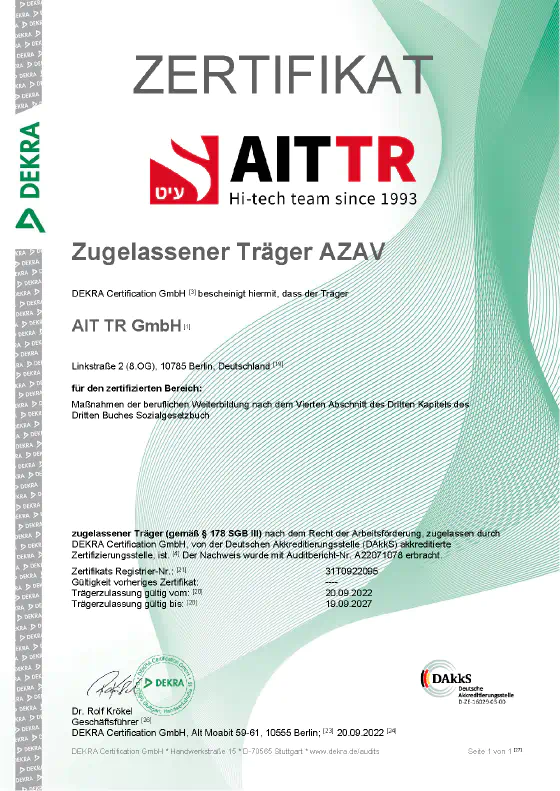 ZERTIFIKAT
DEKRA
עיט
AIT TR
Hi-tech team since 1993
Zugelassener Träger AZAV
DEKRA Certification GmbH [3] bescheinigt hiermit, dass der Träger
AIT TR GmbH [1]
Linkstraße 2 (8.OG), 10785 Berlin, Deutschland [19]
für den zertifizierten Bereich:
Maßnahmen der beruflichen Weiterbildung nach dem Vierten Abschnitt des Dritten Kapitels des
Dritten Buches Sozialgesetzbuch
zugelassener Träger (gemäß § 178 SGB III) nach dem Recht der Arbeitsförderung, zugelassen durch
DEKRA Certification GmbH, von der Deutschen Akkreditierungsstelle (DAkkS) akkreditierte
Zertifizierungsstelle, ist. [4] Der Nachweis wurde mit Auditbericht-Nr. A22071078 erbracht.
Zertifikats Registrier-Nr.: [21] 31T0922095
Gültigkeit vorheriges Zertifikat: ----
Trägerzulassung gültig vom: 20.09.2022
Trägerzulassung gültig bis: 19.09.2027
DEKRA
DAkkS
Deutsche
Akkreditierungsstelle
D-ZE-16029-05-00
Dr. Rolf Krökel
Geschäftsführer [26]
DEKRA Certification GmbH, Alt Moabit 59-61, 10555 Berlin; [23] 20.09.2022 [24]
DEKRA Certification GmbH * Handwerkstraße 15 * D-70565 Stuttgart * www.dekra.de/audits
Seite 1 von 1 [27]